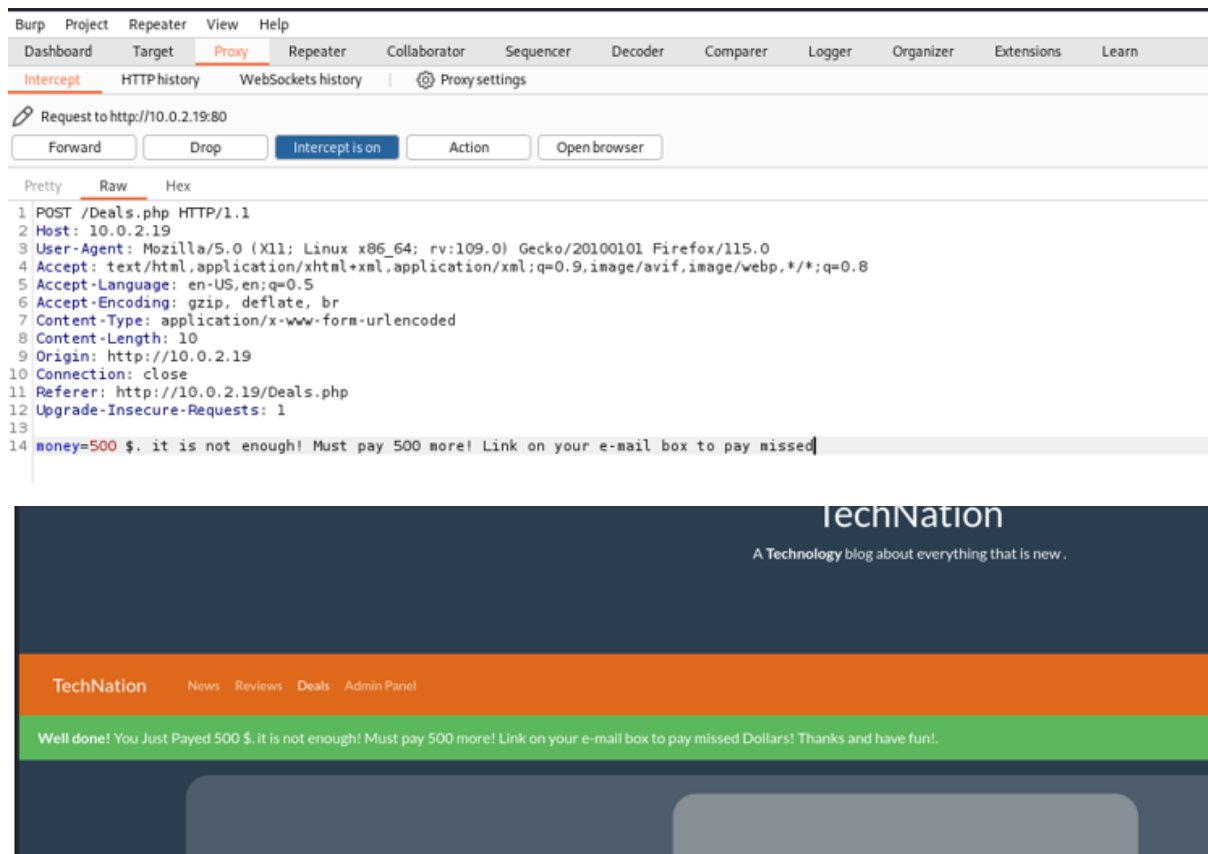 Burp Project Repeater View Help
Dashboard Target Proxy Repeater Collaborator Sequencer Decoder Comparer Logger Organizer Extensions Learn
Intercept HTTP history WebSockets history Proxy settings
Request to http://10.0.2.19:80
Forward Drop Intercept is on Action Open browser
Pretty Raw Hex
1 POST /Deals.php HTTP/1.1
2 Host: 10.0.2.19
3 User-Agent: Mozilla/5.0 (X11; Linux x86_64; rv:109.0) Gecko/20100101 Firefox/115.0
4 Accept: text/html,application/xhtml+xml,application/xml;q=0.9,image/avif,image/webp,*/*;q=0.8
5 Accept-Language: en-US,en;q=0.5
6 Accept-Encoding: gzip, deflate, br
7 Content-Type: application/x-www-form-urlencoded
8 Content-Length: 10
9 Origin: http://10.0.2.19
10 Connection: close
11 Referer: http://10.0.2.19/Deals.php
12 Upgrade-Insecure-Requests: 1
13
14 money=500 $. it is not enough! Must pay 500 more! Link on your e-mail box to pay missed
TechNation
A Technology blog about everything that is new .
TechNation News Reviews Deals Admin Panel
Well done! You Just Payed 500 $. it is not enough! Must pay 500 more! Link on your e-mail box to pay missed Dollars! Thanks and have fun!.